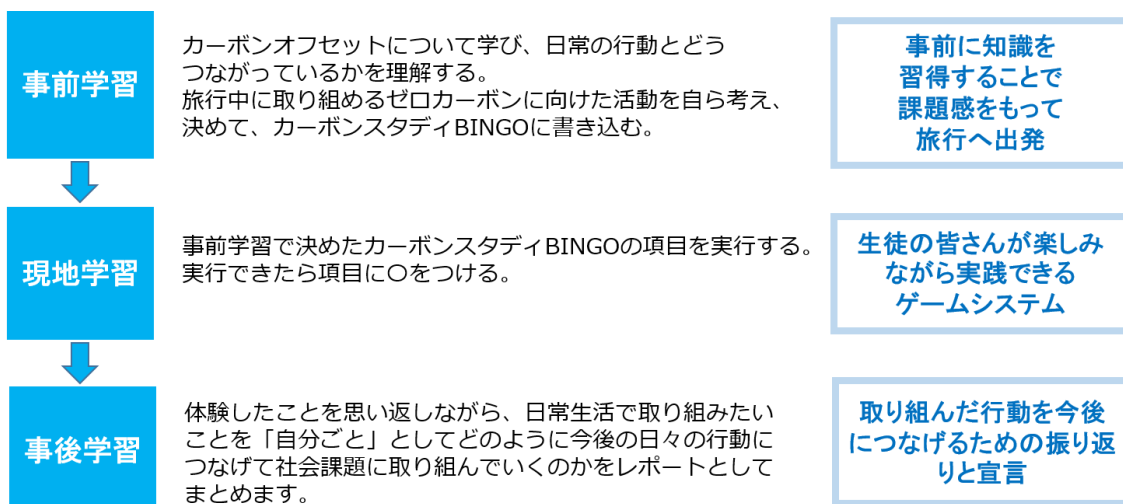 事前学習
カーボンオフセットについて学び、日常の行動とどう
つながっているかを理解する。
旅行中に取り組めるゼロカーボンに向けた活動を自ら考え、
決めて、カーボンスタディBINGOに書き込む。
事前に知識を
習得することで
課題感をもって
旅行へ出発
現地学習
事前学習で決めたカーボンスタディBINGOの項目を実行する。
実行できたら項目に〇をつける。
生徒の皆さんが楽しみ
ながら実践できる
ゲームシステム
事後学習
体験したことを思い返しながら、日常生活で取り組みたい
ことを「自分ごと」としてどのように今後の日々の行動に
つなげて社会課題に取り組んでいくのかをレポートとして
まとめます。
取り組んだ行動を今後
につなげるための振り返
りと宣言